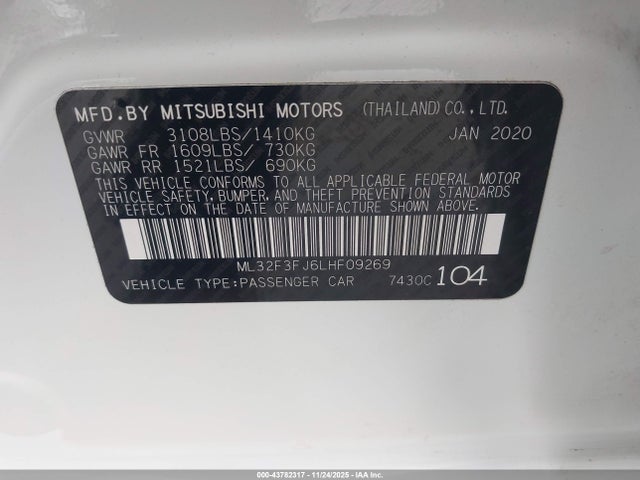 MFD.BY MITSUBISHI MOTORS (THAILAND)CO.,LTD.
GVWR 3108LBS/1410KG JAN 2020
GAWR FR 1609LBS/ 730KG
GAWR RR 1521LBS/ 690KG
THIS VEHICLE CONFORMS TO ALL APPLICABLE FEDERAL MOTOR
VEHICLE SAFETY,BUMPER,AND THEFT PREVENTION STANDARDS
IN EFFECT ON THE DATE OF MANUFACTURE SHOWN ABOVE.
ML32F3FJ6LHF09269
VEHICLE TYPE:PASSENGER CAR 7430C 104
000-43782317 - 11/24/2025 - IAAI.CA